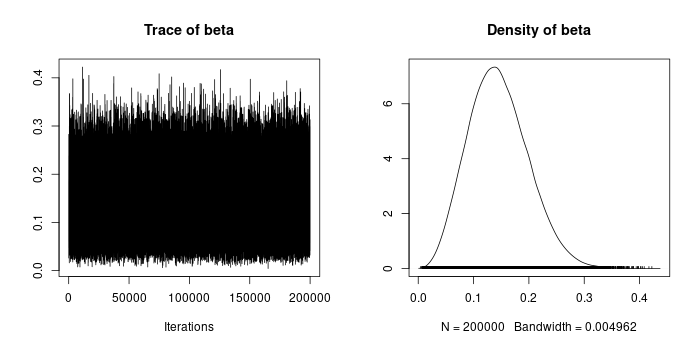 Trace of beta
0.4
0.3
0.2
0.1
0.0
0 50000 100000 150000 200000
Iterations
Density of beta
6
4
2
0
0.0 0.1 0.2 0.3 0.4
N = 200000 Bandwidth = 0.004962